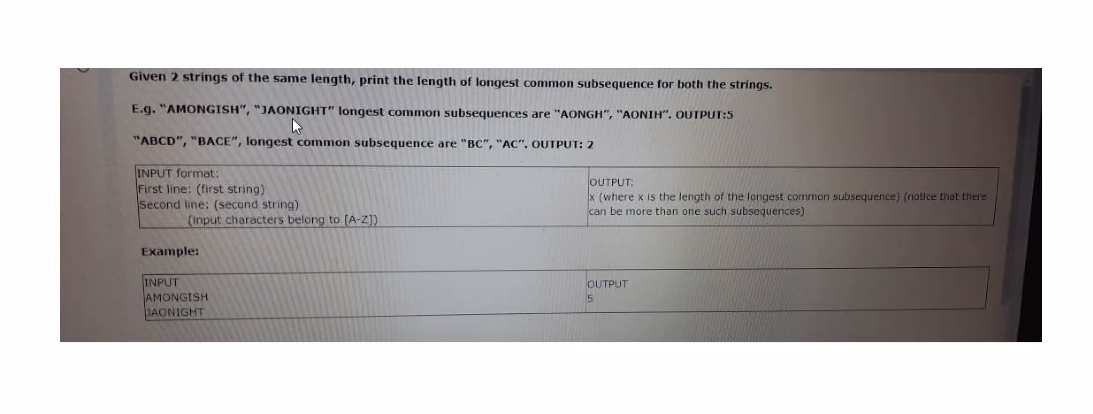 Given 2 strings of the same length, print the length of longest common subsequence for both the strings.
E.g. "AMONGISH", "JAONIGHT" longest common subsequences are "AONGH", "AONIH". OUTPUT:5
"ABCD", "BACE", longest common subsequence are "BC", "AC". OUTPUT: 2
INPUT format:
First line: (first string)
Second line: (second string)
(input characters belong to [A-Z])
OUTPUT:
x (where x is the length of the longest common subsequence) (notice that there
can be more than one such subsequences)
Example:
INPUT
AMONGISH
JAONIGHT
OUTPUT
5